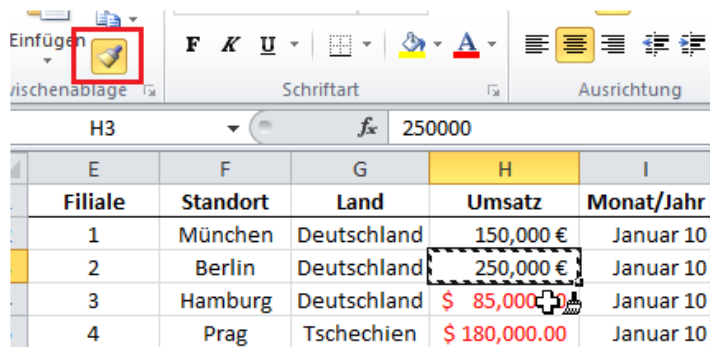 Einfügen
F K U A
Schriftart Ausrichtung
H3 fx 250000
E F G H I
Filiale Standort Land Umsatz Monat/Jahr
1 München Deutschland 150,000 € Januar 10
2 Berlin Deutschland 250,000 € Januar 10
3 Hamburg Deutschland $ 85,000 Januar 10
4 Prag Tschechien $ 180,000.00 Januar 10